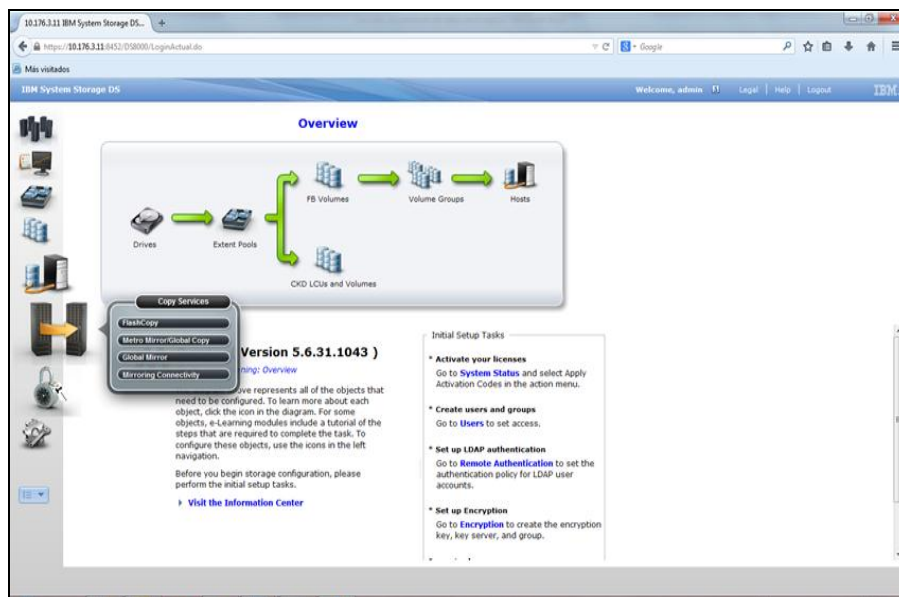 10.176.3.11 IBM System Storage DS...
https://10.176.3.11:8452/DS8000/LoginActual.do
Google
Más visitados
IBM System Storage DS
Welcome, admin
Legal | Help | Logout
IBM
Overview
FB Volumes
Volume Groups
Hosts
Drives
Extent Pools
CKD LCUs and Volumes
Copy Services
FlashCopy
Metro Mirror/Global Copy
Global Mirror
Mirroring Connectivity
Version 5.6.31.1043 )
ning: Overview
ove represents all of the objects that
need to be configured. To learn more about each
object, click the icon in the diagram. For some
objects, e-Learning modules include a tutorial of the
steps that are required to complete the task. To
configure these objects, use the icons in the left
navigation.
Before you begin storage configuration, please
perform the initial setup tasks.
Visit the Information Center
Initial Setup Tasks
* Activate your licenses
Go to System Status and select Apply
Activation Codes in the action menu.
* Create users and groups
Go to Users to set access.
* Set up LDAP authentication
Go to Remote Authentication to set the
authentication policy for LDAP user
accounts.
* Set up Encryption
Go to Encryption to create the encryption
key, key server, and group.